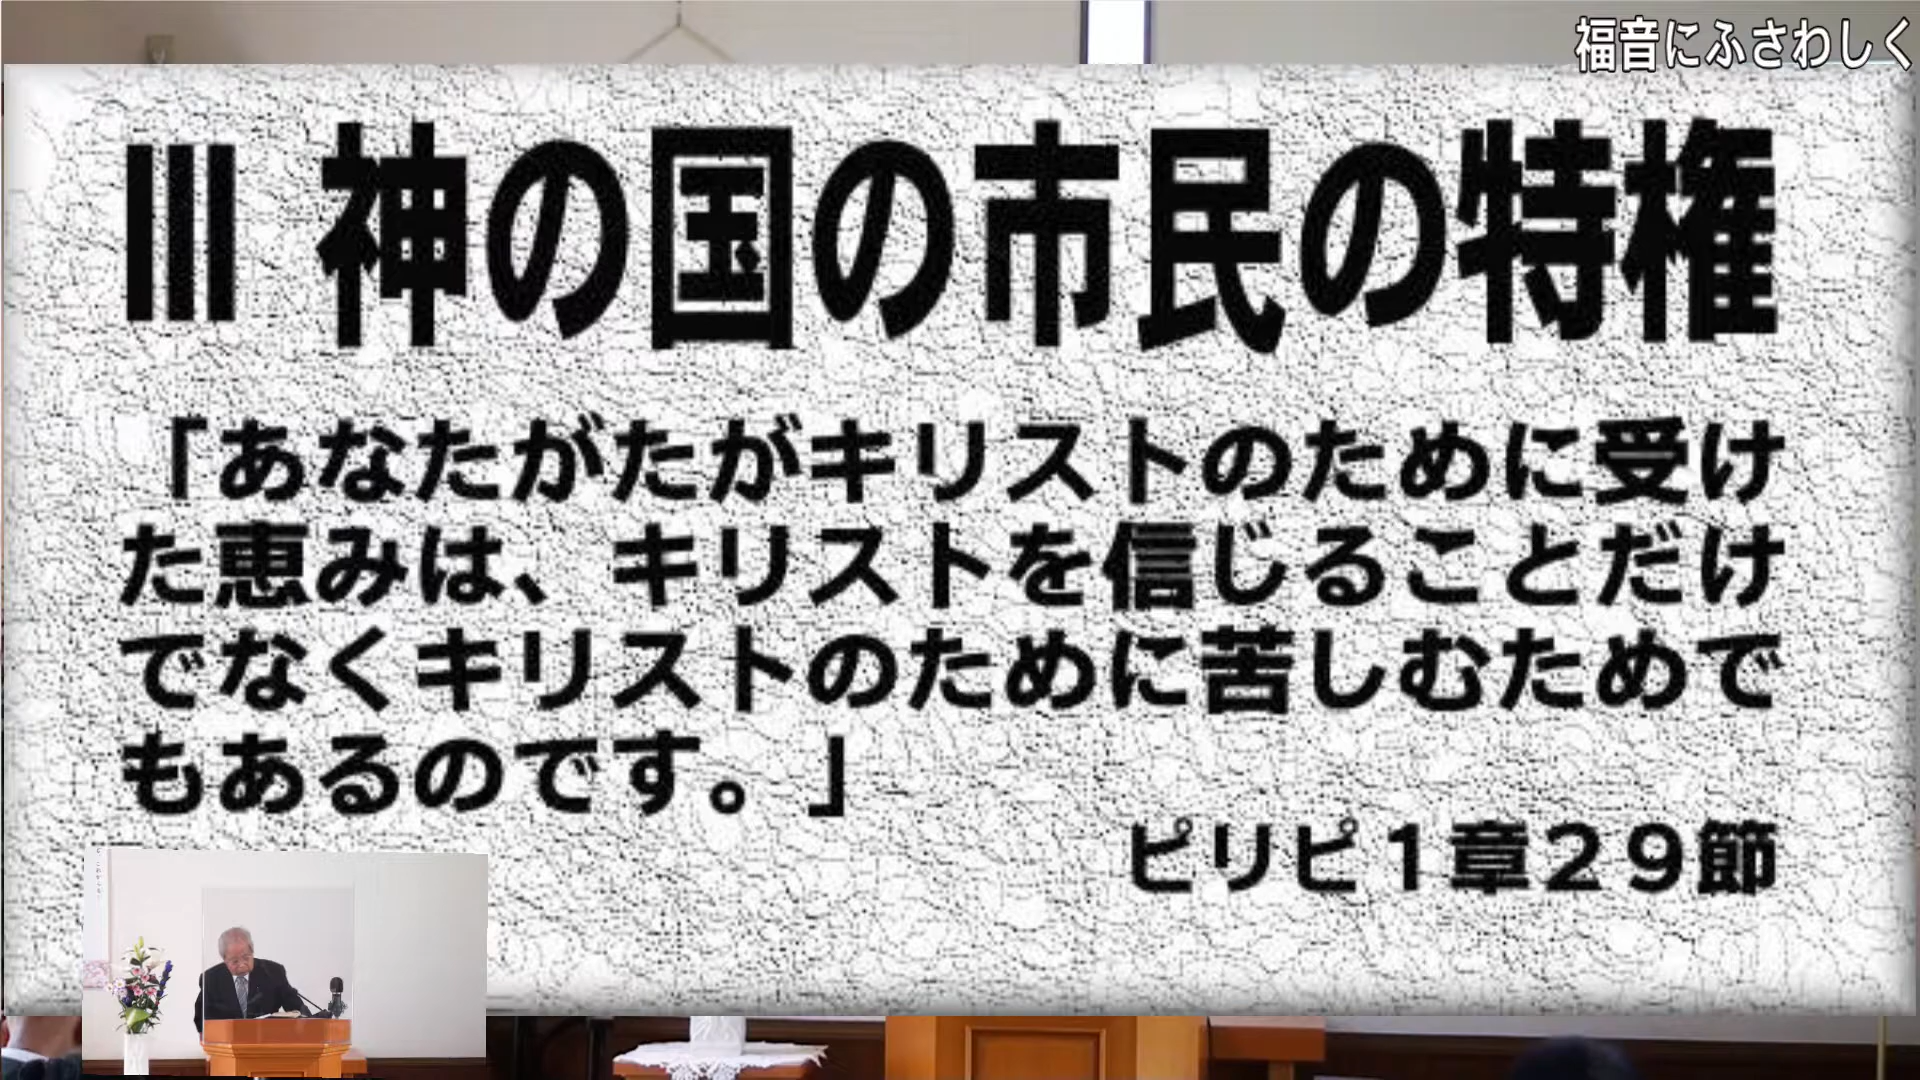 福音にふさわしく
Ⅲ 神の国の市民の特権
「あなたがたがキリストのために受け
た恵みは、キリストを信じることだけ
でなくキリストのために苦しむためで
もあるのです。」
ピリピ1章29節